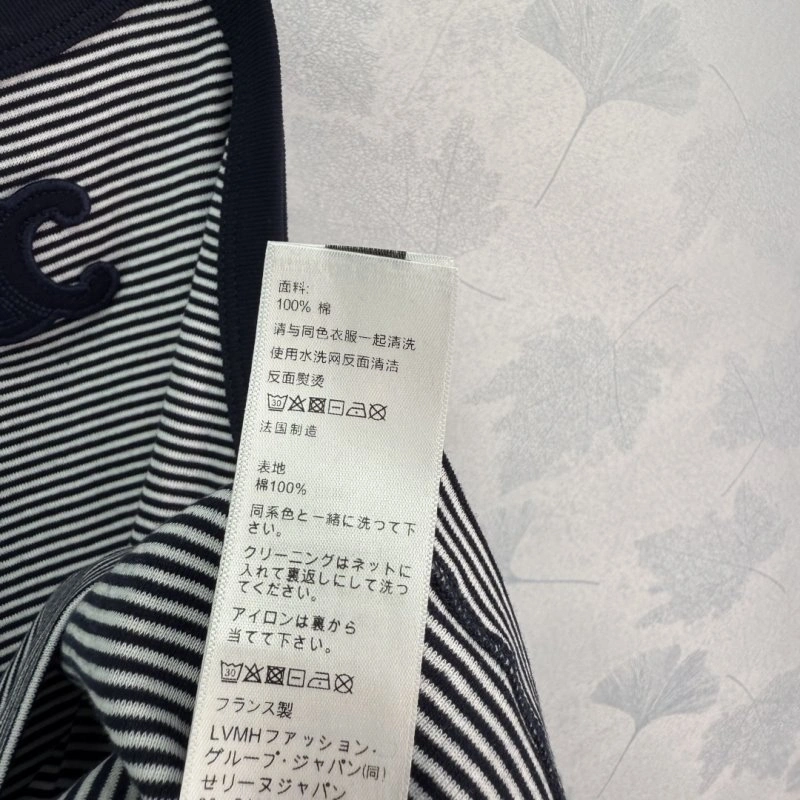 面料:
100% 棉
请与同色衣服一起清洗
使用水洗网反面清洁
反面熨烫
30
法国制造
表地
棉100%
同系色と一緒に洗つて下
さい。
クリーニングはネットに
入れて裏返しにして洗つ
てください。
アイロンは裏から
当てて下さい。
30
フランス製
LVMHファッション・
グループ・ジャパン(同)
セリーヌジャパン